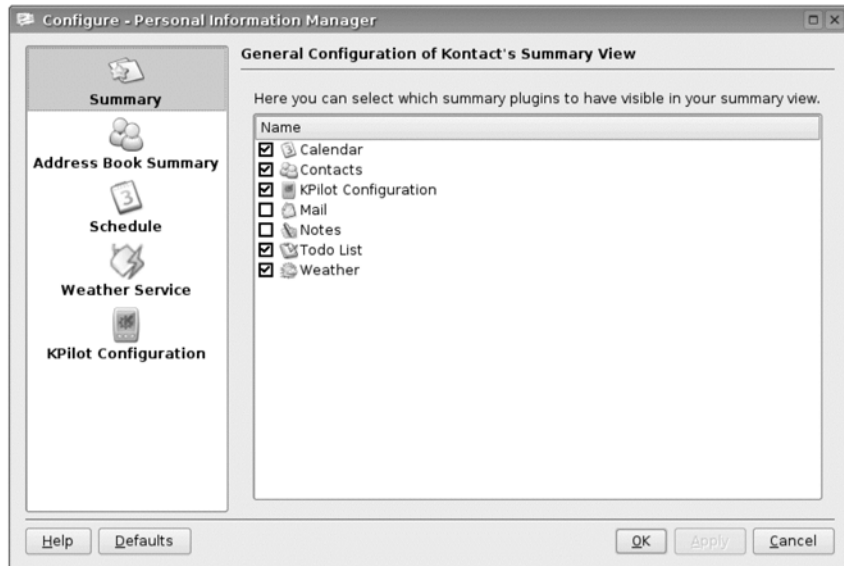 Configure - Personal Information Manager
Summary
Address Book Summary
3
Schedule
Weather Service
KPilot Configuration
General Configuration of Kontact's Summary View
Here you can select which summary plugins to have visible in your summary view.
Name
Calendar
Contacts
KPilot Configuration
Mail
Notes
Todo List
Weather
Help
Defaults
OK
Apply
Cancel